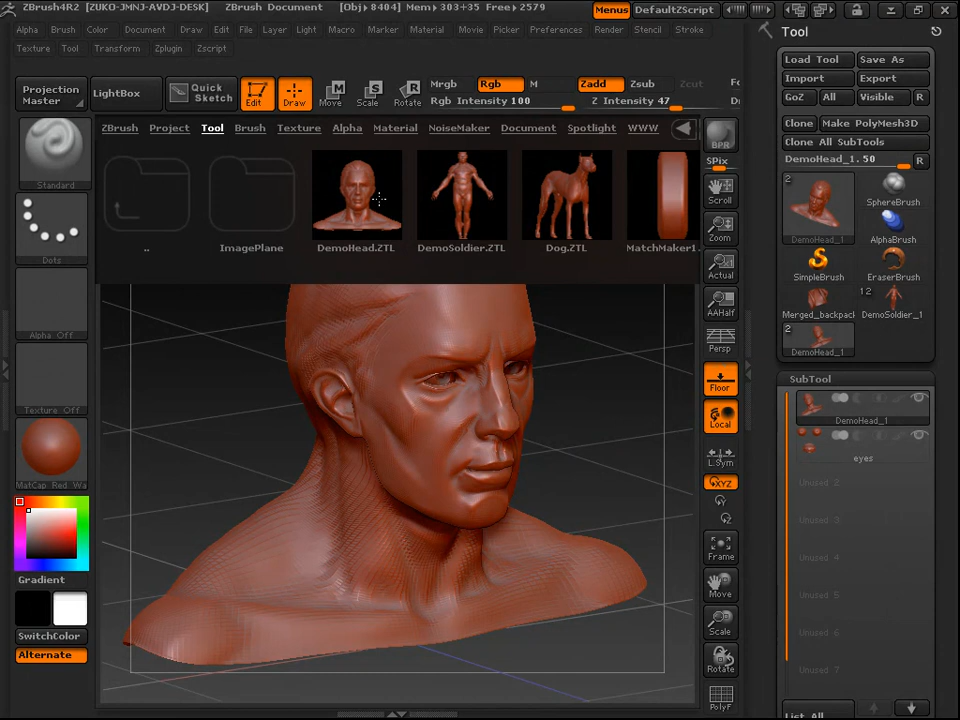 ZBrush4R2 [ZUKO-JMNJ-AVDJ-DESK] ZBrush Document [Obj▸8404] Mem▸303+35 Free▸2579 Menus DefaultZScript
Alpha Brush Color Document Draw Edit File Layer Light Macro Marker Material Movie Picker Preferences Render Stencil Stroke
Texture Tool Transform Zplugin Zscript
Tool
Load Tool Save As
Import Export
GoZ All Visible R
Projection Master
LightBox
Quick Sketch
Edit
Draw
Move
Scale
Rotate
Mrgb Rgb M Zadd Zsub Zcut
Rgb Intensity 100 Z Intensity 47
Clone Make PolyMesh3D
Clone All SubTools
DemoHead_1. 50 R
ZBrush Project Tool Brush Texture Alpha Material NoiseMaker Document Spotlight WWW
.. ImagePlane DemoHead.ZTL DemoSoldier.ZTL Dog.ZTL MatchMaker1.
Standard
Dots
Alpha Off
Texture Off
MatCap Red Wa
Gradient
SwitchColor
Alternate
BPR
SPix
Scroll
Zoom
Actual
AAHalf
Persp
Floor
Local
L.Sym
XYZ
Y
Z
Frame
Move
Scale
Rotate
PolyF
2
DemoHead_1
SphereBrush
AlphaBrush
SimpleBrush EraserBrush
12
Merged_backpack DemoSoldier_1
2
DemoHead_1
SubTool
DemoHead_1
eyes
Unused 2
Unused 3
Unused 4
Unused 5
Unused 6
Unused 7
List All